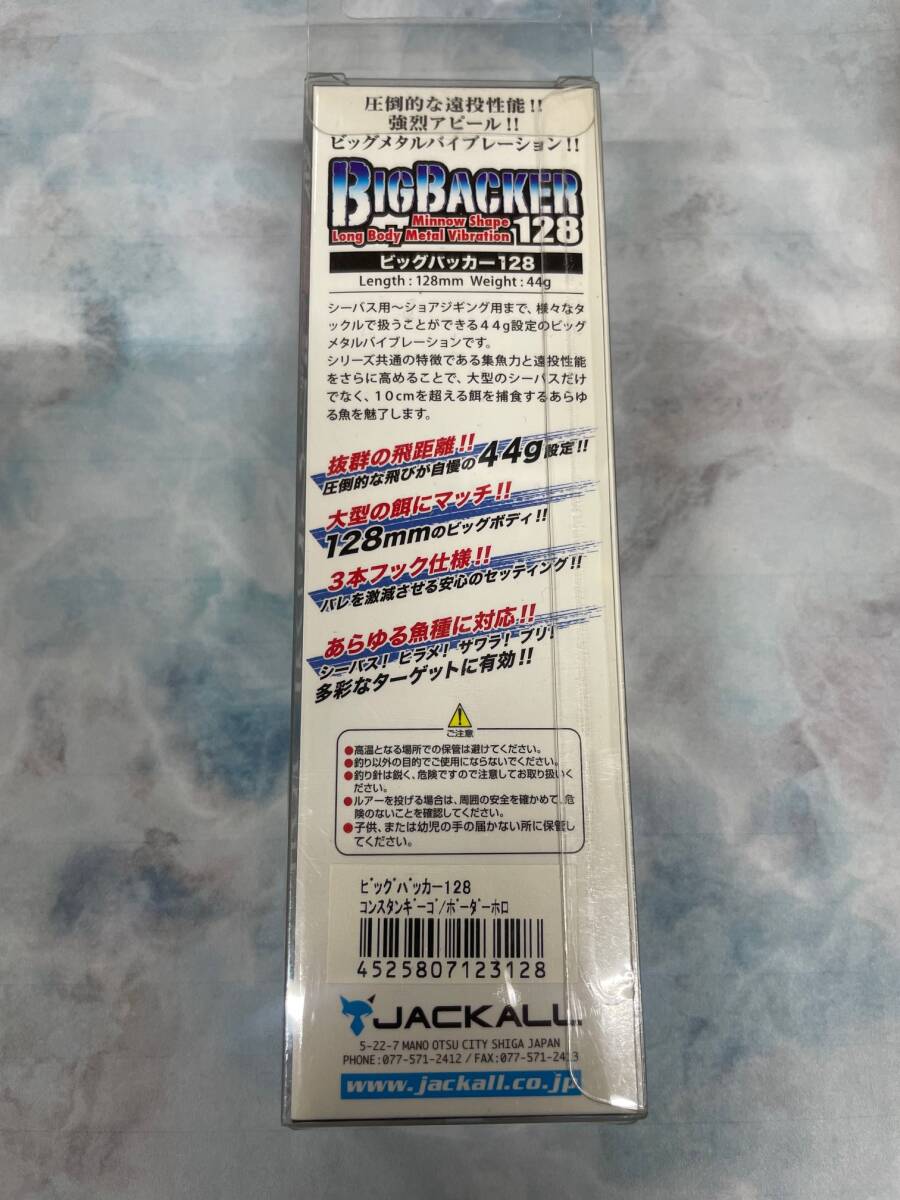 圧倒的な遠投性能!!
強烈アピール!!
ビッグメタルバイブレーション!!
BIGBACKER
Minnow Shape
Long Body Metal Vibration 128
ビッグバッカー128
Length : 128mm Weight : 44g
シーバス用〜ショアジギング用まで、様々なタ
ックルで扱うことができる44g設定のビッグ
メタルバイブレーションです。
シリーズ共通の特徴である集魚力と遠投性能
をさらに高めることで、大型のシーバスだけ
でなく、10cmを超える餌を捕食するあらゆ
る魚を魅了します。
抜群の飛距離!!
圧倒的な飛びが自慢の44g設定!!
大型の餌にマッチ!!
128mmのビッグボディ!!
3本フック仕様!!
バレを激減させる安心のセッティング!!
あらゆる魚種に対応!!
シーバス! ヒラメ! サワラ! ブリ!
多彩なターゲットに有効!!
ご注意
●高温となる場所での保管は避けてください。
●釣り以外の目的でご使用にならないでください。
●釣り針は鋭く、危険ですので注意してお取り扱いく
ださい。
●ルアーを投げる場合は、周囲の安全を確かめて、危
険のないことを確認してください。
●子供、または幼児の手の届かない所に保管し
てください。
ﾋﾞｯｸﾞﾊﾞｯｶｰ128
ｺﾝｽﾀﾝｷﾞｰｺﾞ/ﾎﾞｰﾀﾞｰﾎﾛ
4525807123128
JACKALL
5-22-7 MANO OTSU CITY SHIGA JAPAN
PHONE : 077-571-2412 / FAX : 077-571-2413
www.jackall.co.jp